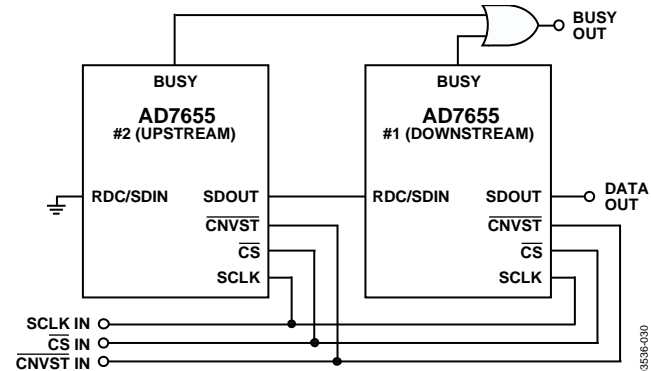 BUSY
OUT
BUSY
BUSY
AD7655
#2 (UPSTREAM)
AD7655
#1 (DOWNSTREAM)
RDC/SDIN
SDOUT
RDC/SDIN
SDOUT
DATA
OUT
CNVST
CNVST
CS
CS
SCLK
SCLK
SCLK IN
CS IN
CNVST IN
3536-030